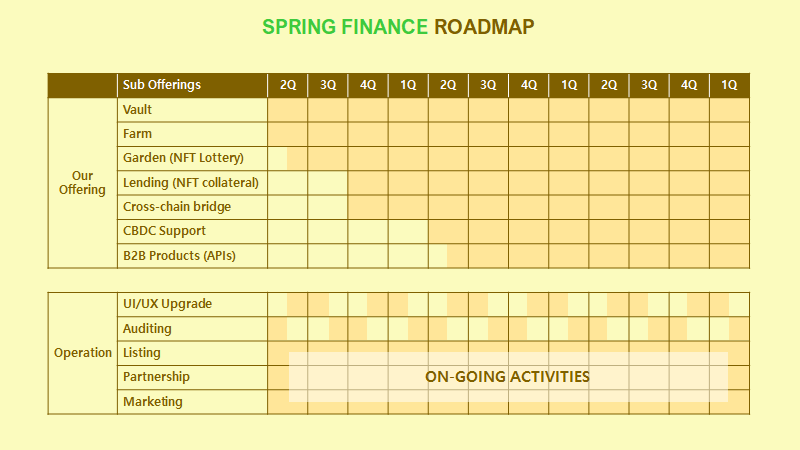 SPRING FINANCE ROADMAP
Sub Offerings 2Q 3Q 4Q 1Q 2Q 3Q 4Q 1Q 2Q 3Q 4Q 1Q
Our Offering
Vault
Farm
Garden (NFT Lottery)
Lending (NFT collateral)
Cross-chain bridge
CBDC Support
B2B Products (APIs)
Operation
UI/UX Upgrade
Auditing
Listing
Partnership
Marketing
ON-GOING ACTIVITIES